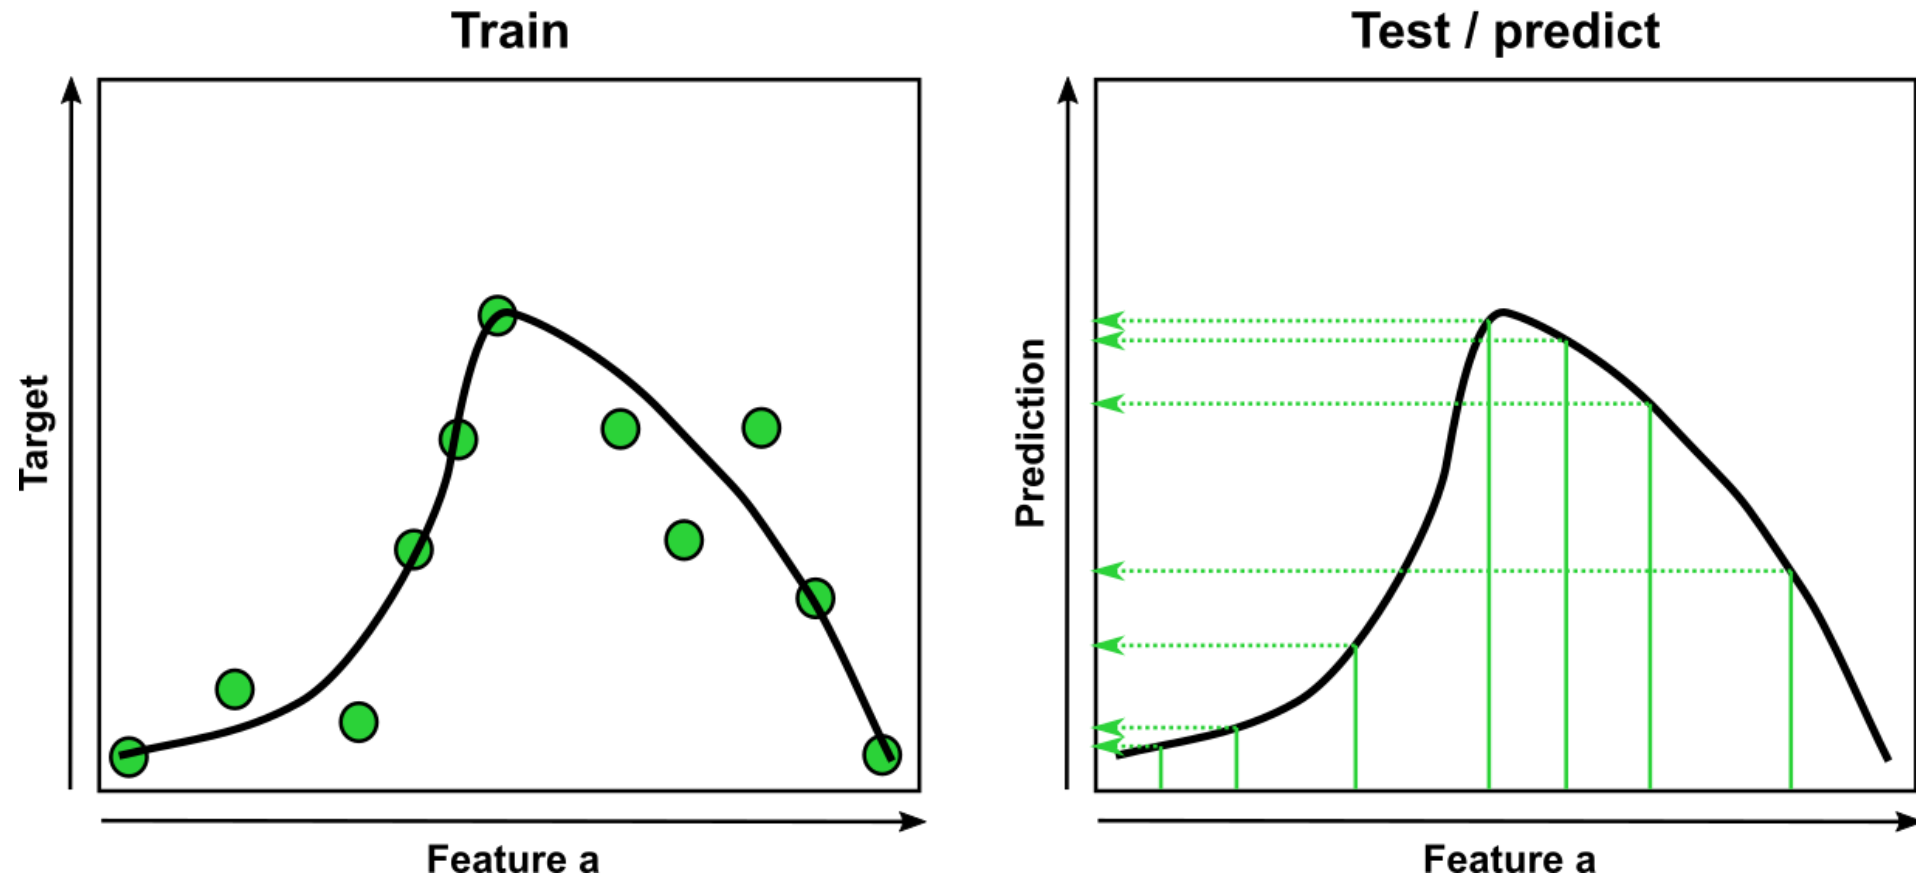 Train
Target
Feature a
Test / predict
Prediction
Feature a